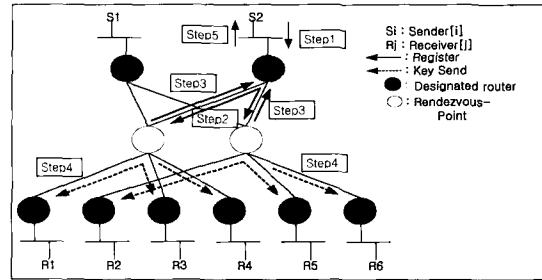 S1
S2
Step5
Step1
Si: Sender[i]
Rj: Receiver[j]
: Register
: Key Send
: Designated router
: Rendezvous-
Point
Step3
Step2
Step3
Step4
Step4
R1
R2
R3
R4
R5
R6